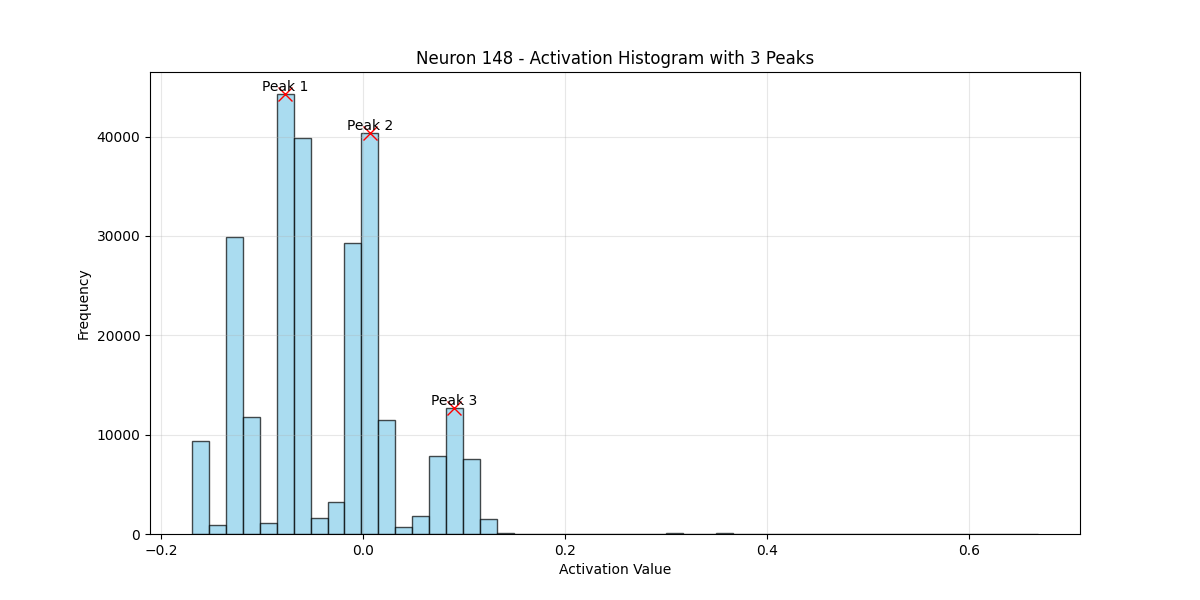 Neuron 148 - Activation Histogram with 3 Peaks
Peak 1
Peak 2
Peak 3
40000
30000
20000
10000
0
Frequency
−0.2 0.0 0.2 0.4 0.6
Activation Value